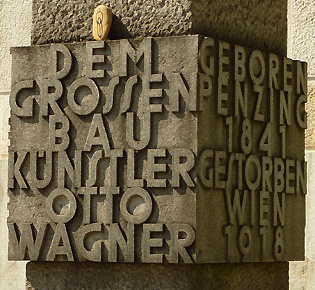 DEM
GROSSEN
BAU
KÜNSTLER
OTTO
WAGNER
GEBOREN
PENZING
1841
GESTORBEN
WIEN
1918